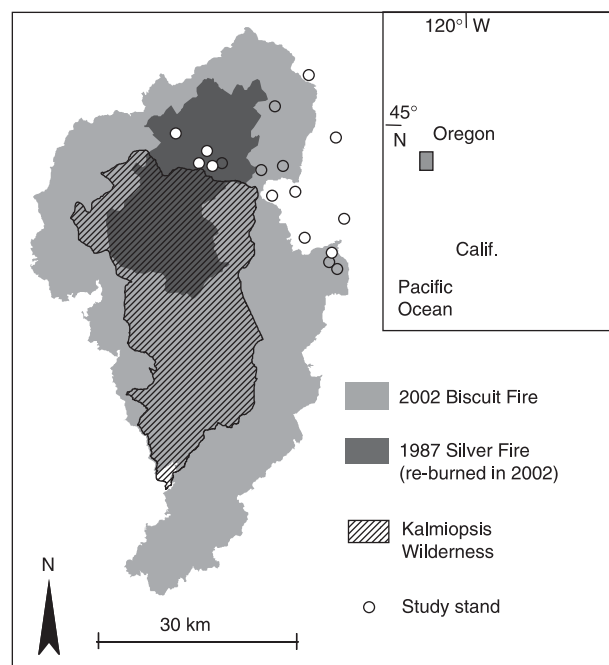 120° W
45°
N
Oregon
Calif.
Pacific
Ocean
2002 Biscuit Fire
1987 Silver Fire
(re-burned in 2002)
Kalmiopsis
Wilderness
Study stand
N
30 km